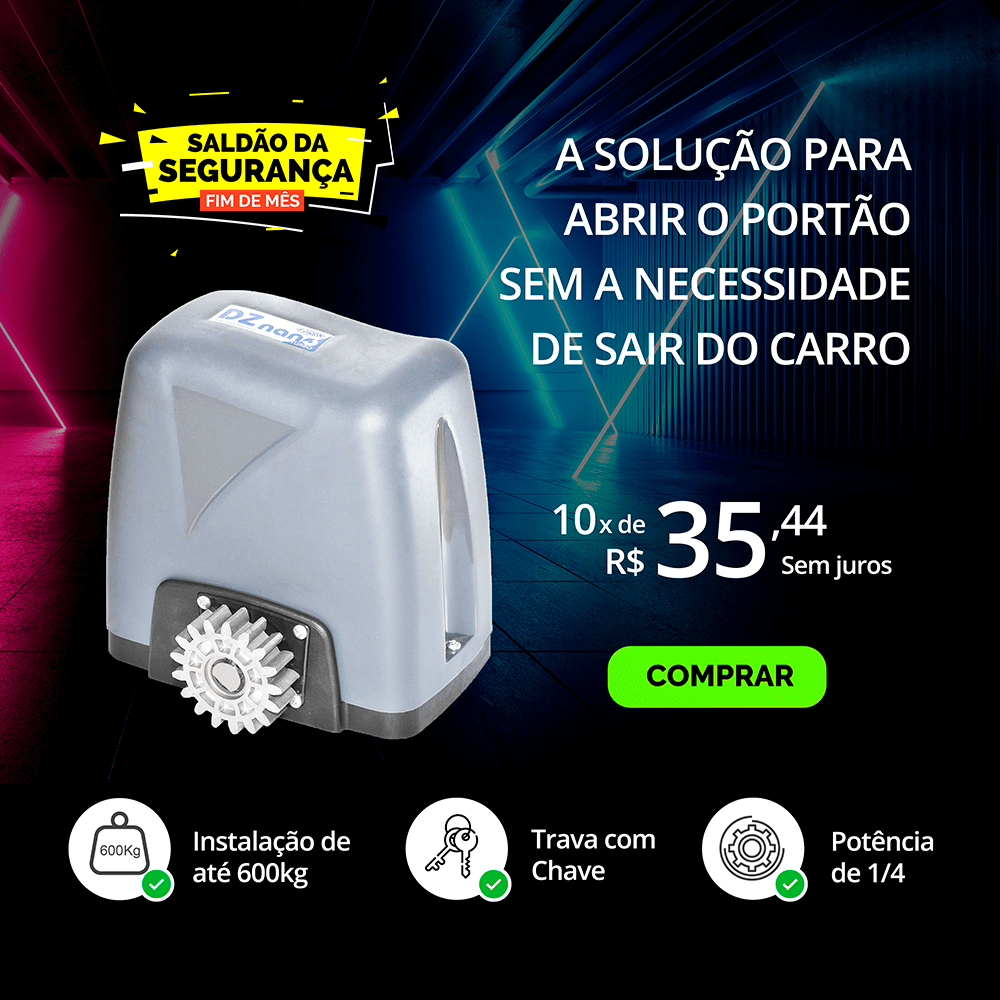 SALDÃO DA
SEGURANÇA
FIM DE MÊS
A SOLUÇÃO PARA
ABRIR O PORTÃO
SEM A NECESSIDADE
DE SAIR DO CARRO
DZ nano
10x de
R$ 35,44
Sem juros
COMPRAR
600Kg
Instalação de
até 600kg
Trava com
Chave
Potência
de 1/4